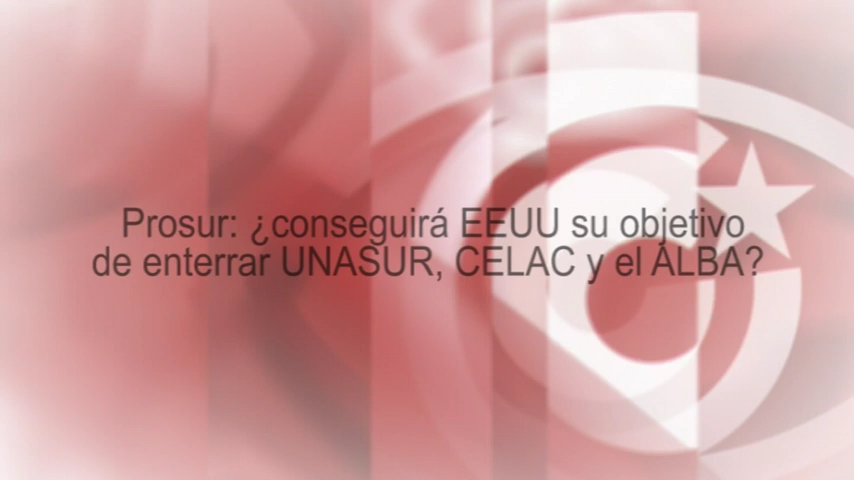 Prosur: ¿conseguirá EEUU su objetivo
de enterrar UNASUR, CELAC y el ALBA?